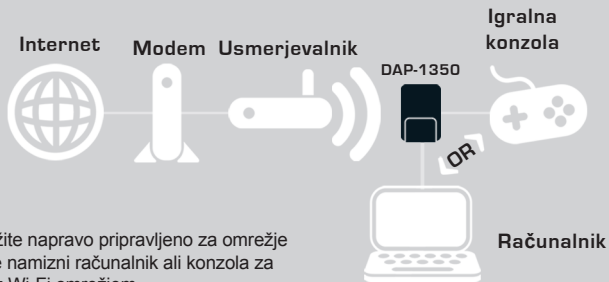 Internet
Modem
Usmerjevalnik
DAP-1350
Igralna
konzola
OR
Računalnik
žite napravo pripravljeno za omrežje
e namizni računalnik ali konzola za